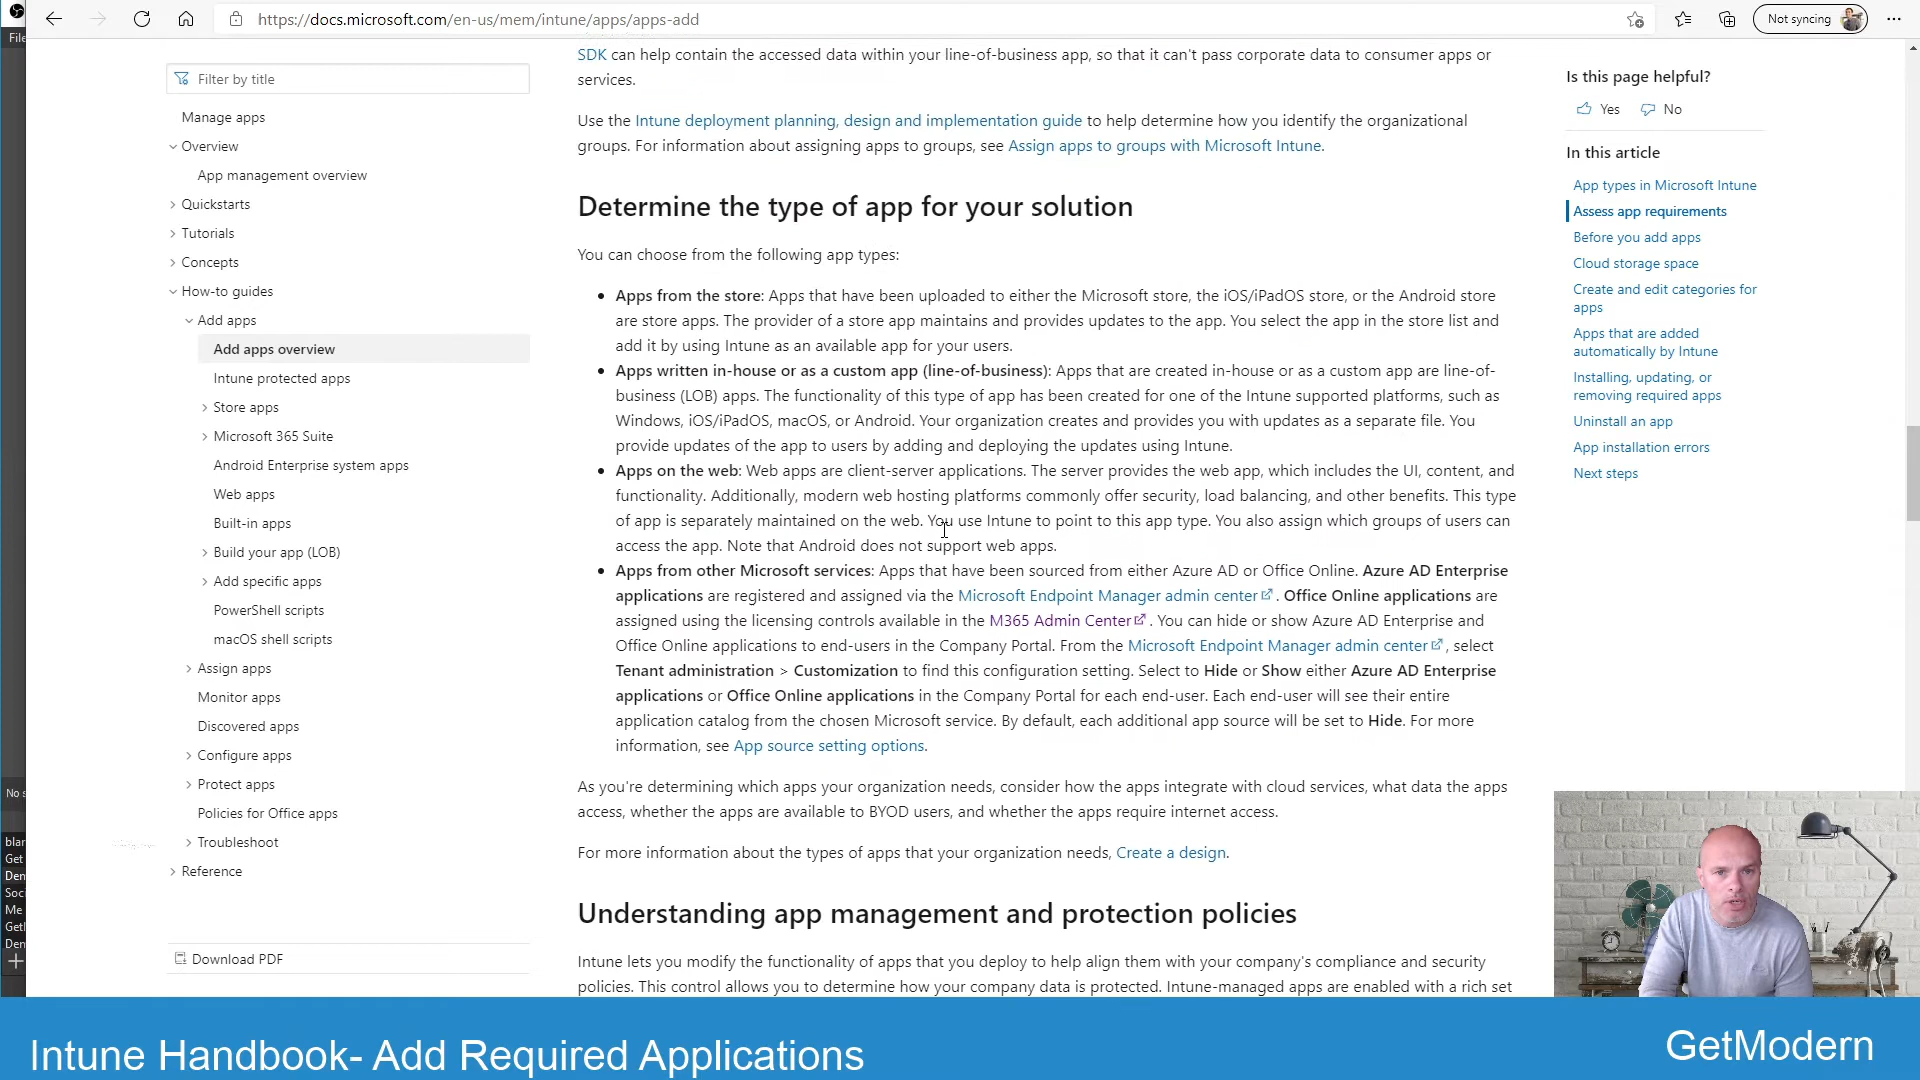 https://docs.microsoft.com/en-us/mem/intune/apps/apps-add
Not syncing
File
Filter by title
Manage apps
Overview
App management overview
Quickstarts
Tutorials
Concepts
How-to guides
Add apps
Add apps overview
Intune protected apps
Store apps
Microsoft 365 Suite
Android Enterprise system apps
Web apps
Built-in apps
Build your app (LOB)
Add specific apps
PowerShell scripts
macOS shell scripts
Assign apps
Monitor apps
Discovered apps
Configure apps
Protect apps
Policies for Office apps
Troubleshoot
Reference
Download PDF
No s
blan
Get
Den
Soci
Me
Getl
Den
SDK can help contain the accessed data within your line-of-business app, so that it can't pass corporate data to consumer apps or
services.
Use the Intune deployment planning, design and implementation guide to help determine how you identify the organizational
groups. For information about assigning apps to groups, see Assign apps to groups with Microsoft Intune.
Determine the type of app for your solution
You can choose from the following app types:
• Apps from the store: Apps that have been uploaded to either the Microsoft store, the iOS/iPadOS store, or the Android store
are store apps. The provider of a store app maintains and provides updates to the app. You select the app in the store list and
add it by using Intune as an available app for your users.
• Apps written in-house or as a custom app (line-of-business): Apps that are created in-house or as a custom app are line-of-
business (LOB) apps. The functionality of this type of app has been created for one of the Intune supported platforms, such as
Windows, iOS/iPadOS, macOS, or Android. Your organization creates and provides you with updates as a separate file. You
provide updates of the app to users by adding and deploying the updates using Intune.
• Apps on the web: Web apps are client-server applications. The server provides the web app, which includes the UI, content, and
functionality. Additionally, modern web hosting platforms commonly offer security, load balancing, and other benefits. This type
of app is separately maintained on the web. You use Intune to point to this app type. You also assign which groups of users can
access the app. Note that Android does not support web apps.
• Apps from other Microsoft services: Apps that have been sourced from either Azure AD or Office Online. Azure AD Enterprise
applications are registered and assigned via the Microsoft Endpoint Manager admin center. Office Online applications are
assigned using the licensing controls available in the M365 Admin Center. You can hide or show Azure AD Enterprise and
Office Online applications to end-users in the Company Portal. From the Microsoft Endpoint Manager admin center, select
Tenant administration > Customization to find this configuration setting. Select to Hide or Show either Azure AD Enterprise
applications or Office Online applications in the Company Portal for each end-user. Each end-user will see their entire
application catalog from the chosen Microsoft service. By default, each additional app source will be set to Hide. For more
information, see App source setting options.
As you're determining which apps your organization needs, consider how the apps integrate with cloud services, what data the apps
access, whether the apps are available to BYOD users, and whether the apps require internet access.
For more information about the types of apps that your organization needs, Create a design.
Understanding app management and protection policies
Intune lets you modify the functionality of apps that you deploy to help align them with your company's compliance and security
policies. This control allows you to determine how your company data is protected. Intune-managed apps are enabled with a rich set
Is this page helpful?
Yes No
In this article
App types in Microsoft Intune
Assess app requirements
Before you add apps
Cloud storage space
Create and edit categories for
apps
Apps that are added
automatically by Intune
Installing, updating, or
removing required apps
Uninstall an app
App installation errors
Next steps
Intune Handbook- Add Required Applications
GetModern